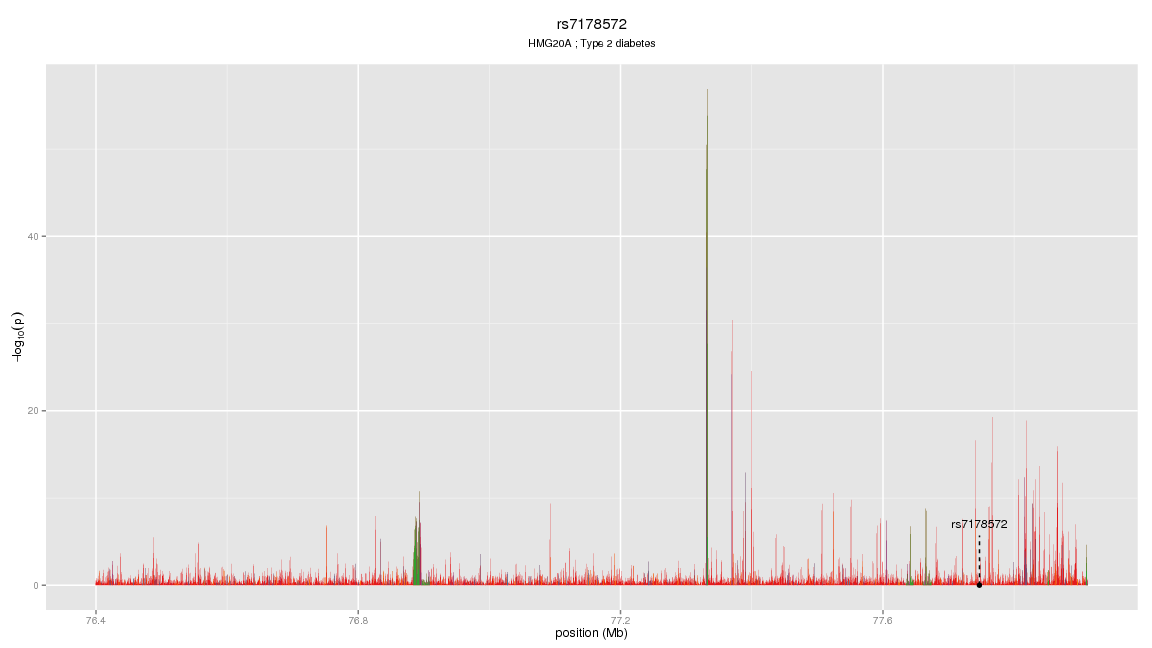 rs7178572
HMG20A ; Type 2 diabetes
−log10(p)
40
20
0
rs7178572
76.4
76.8
77.2
77.6
position (Mb)